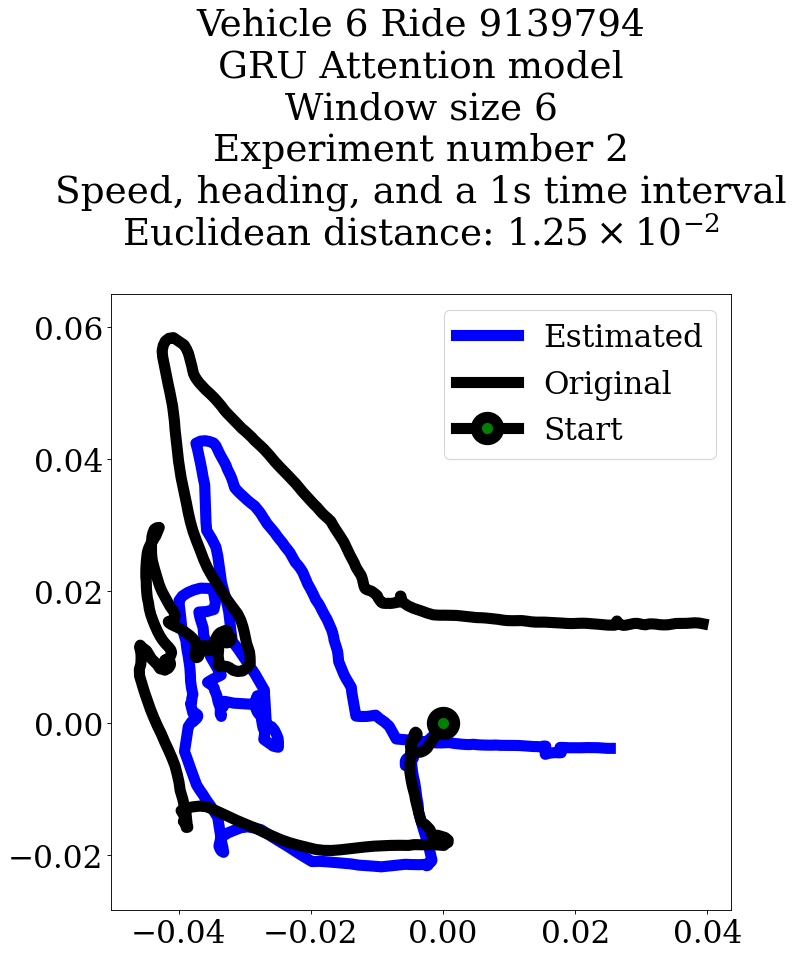 Vehicle 6 Ride 9139794
GRU Attention model
Window size 6
Experiment number 2
Speed, heading, and a 1s time interval
Euclidean distance: 1.25 × 10⁻²
Estimated
Original
Start
0.06
0.04
0.02
0.00
−0.02
−0.04 −0.02 0.00 0.02 0.04